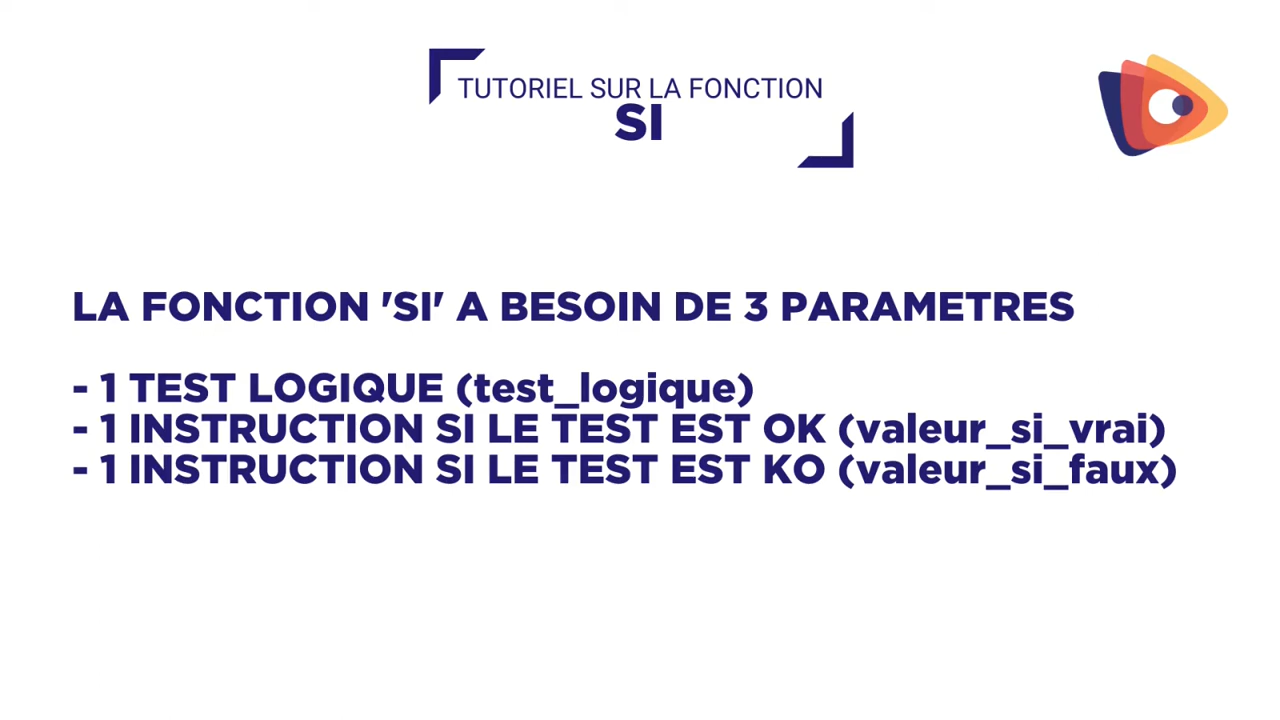 TUTORIEL SUR LA FONCTION
SI
LA FONCTION 'SI' A BESOIN DE 3 PARAMETRES
- 1 TEST LOGIQUE (test_logique)
- 1 INSTRUCTION SI LE TEST EST OK (valeur_si_vrai)
- 1 INSTRUCTION SI LE TEST EST KO (valeur_si_faux)